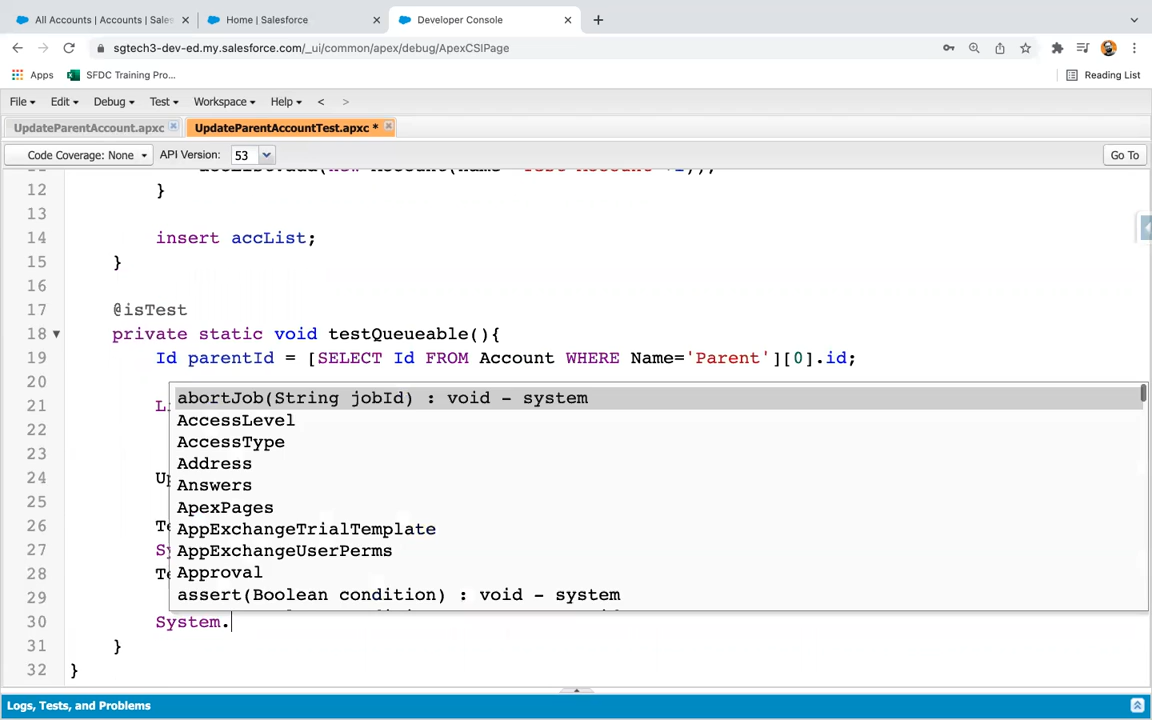 All Accounts | Accounts | Sales
Home | Salesforce
Developer Console
sgtech3-dev-ed.my.salesforce.com/_ui/common/apex/debug/ApexCSIPage
Apps
SFDC Training Pro...
Reading List
File
Edit
Debug
Test
Workspace
Help
<
>
UpdateParentAccount.apxc
UpdateParentAccountTest.apxc *
Code Coverage: None
API Version:
53
Go To
12 }
13
14 insert accList;
15 }
16
17 @isTest
18 private static void testQueueable(){
19 Id parentId = [SELECT Id FROM Account WHERE Name='Parent'][0].id;
20
21
22
23
24 Up
25
26 Te
27 Sy
28 Te
29
30 System.
31 }
32 }
abortJob(String jobId) : void – system
AccessLevel
AccessType
Address
Answers
ApexPages
AppExchangeTrialTemplate
AppExchangeUserPerms
Approval
assert(Boolean condition) : void – system
Logs, Tests, and Problems